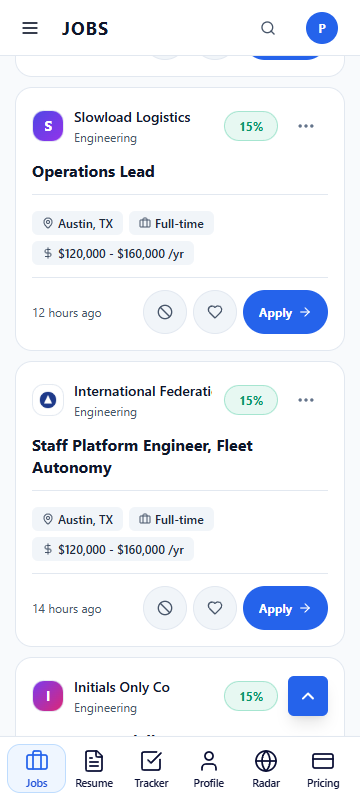 JOBS
P
S
Slowload Logistics
Engineering
15%
Operations Lead
Austin, TX
Full-time
$120,000 - $160,000 /yr
12 hours ago
Apply
International Federati
Engineering
15%
Staff Platform Engineer, Fleet
Autonomy
Austin, TX
Full-time
$120,000 - $160,000 /yr
14 hours ago
Apply
I
Initials Only Co
Engineering
15%
Jobs
Resume
Tracker
Profile
Radar
Pricing